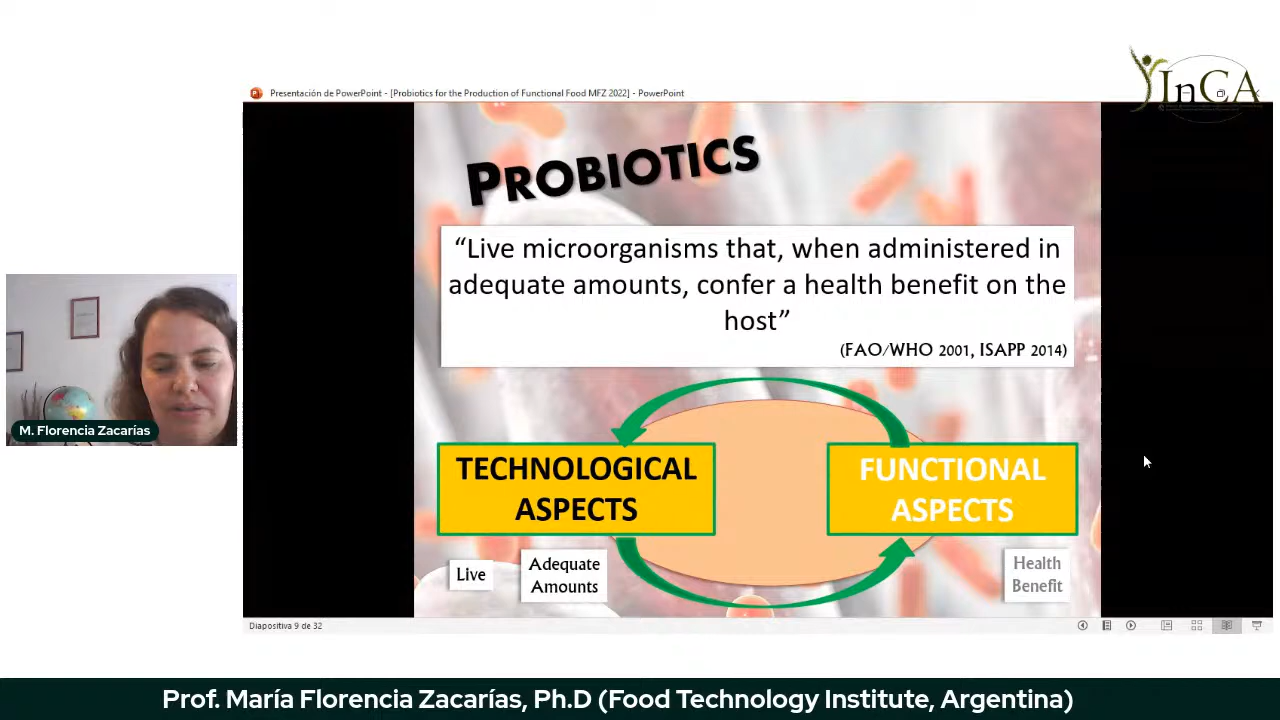 InCA
Presentación de PowerPoint - [Probiotics for the Production of Functional Food MFZ 2022] - PowerPoint
PROBIOTICS
“Live microorganisms that, when administered in
adequate amounts, confer a health benefit on the
host”
(FAO/WHO 2001, ISAPP 2014)
M. Florencia Zacarías
TECHNOLOGICAL
ASPECTS
FUNCTIONAL
ASPECTS
Live
Adequate
Amounts
Health
Benefit
Diapositiva 9 de 32
Prof. María Florencia Zacarías, Ph.D (Food Technology Institute, Argentina)